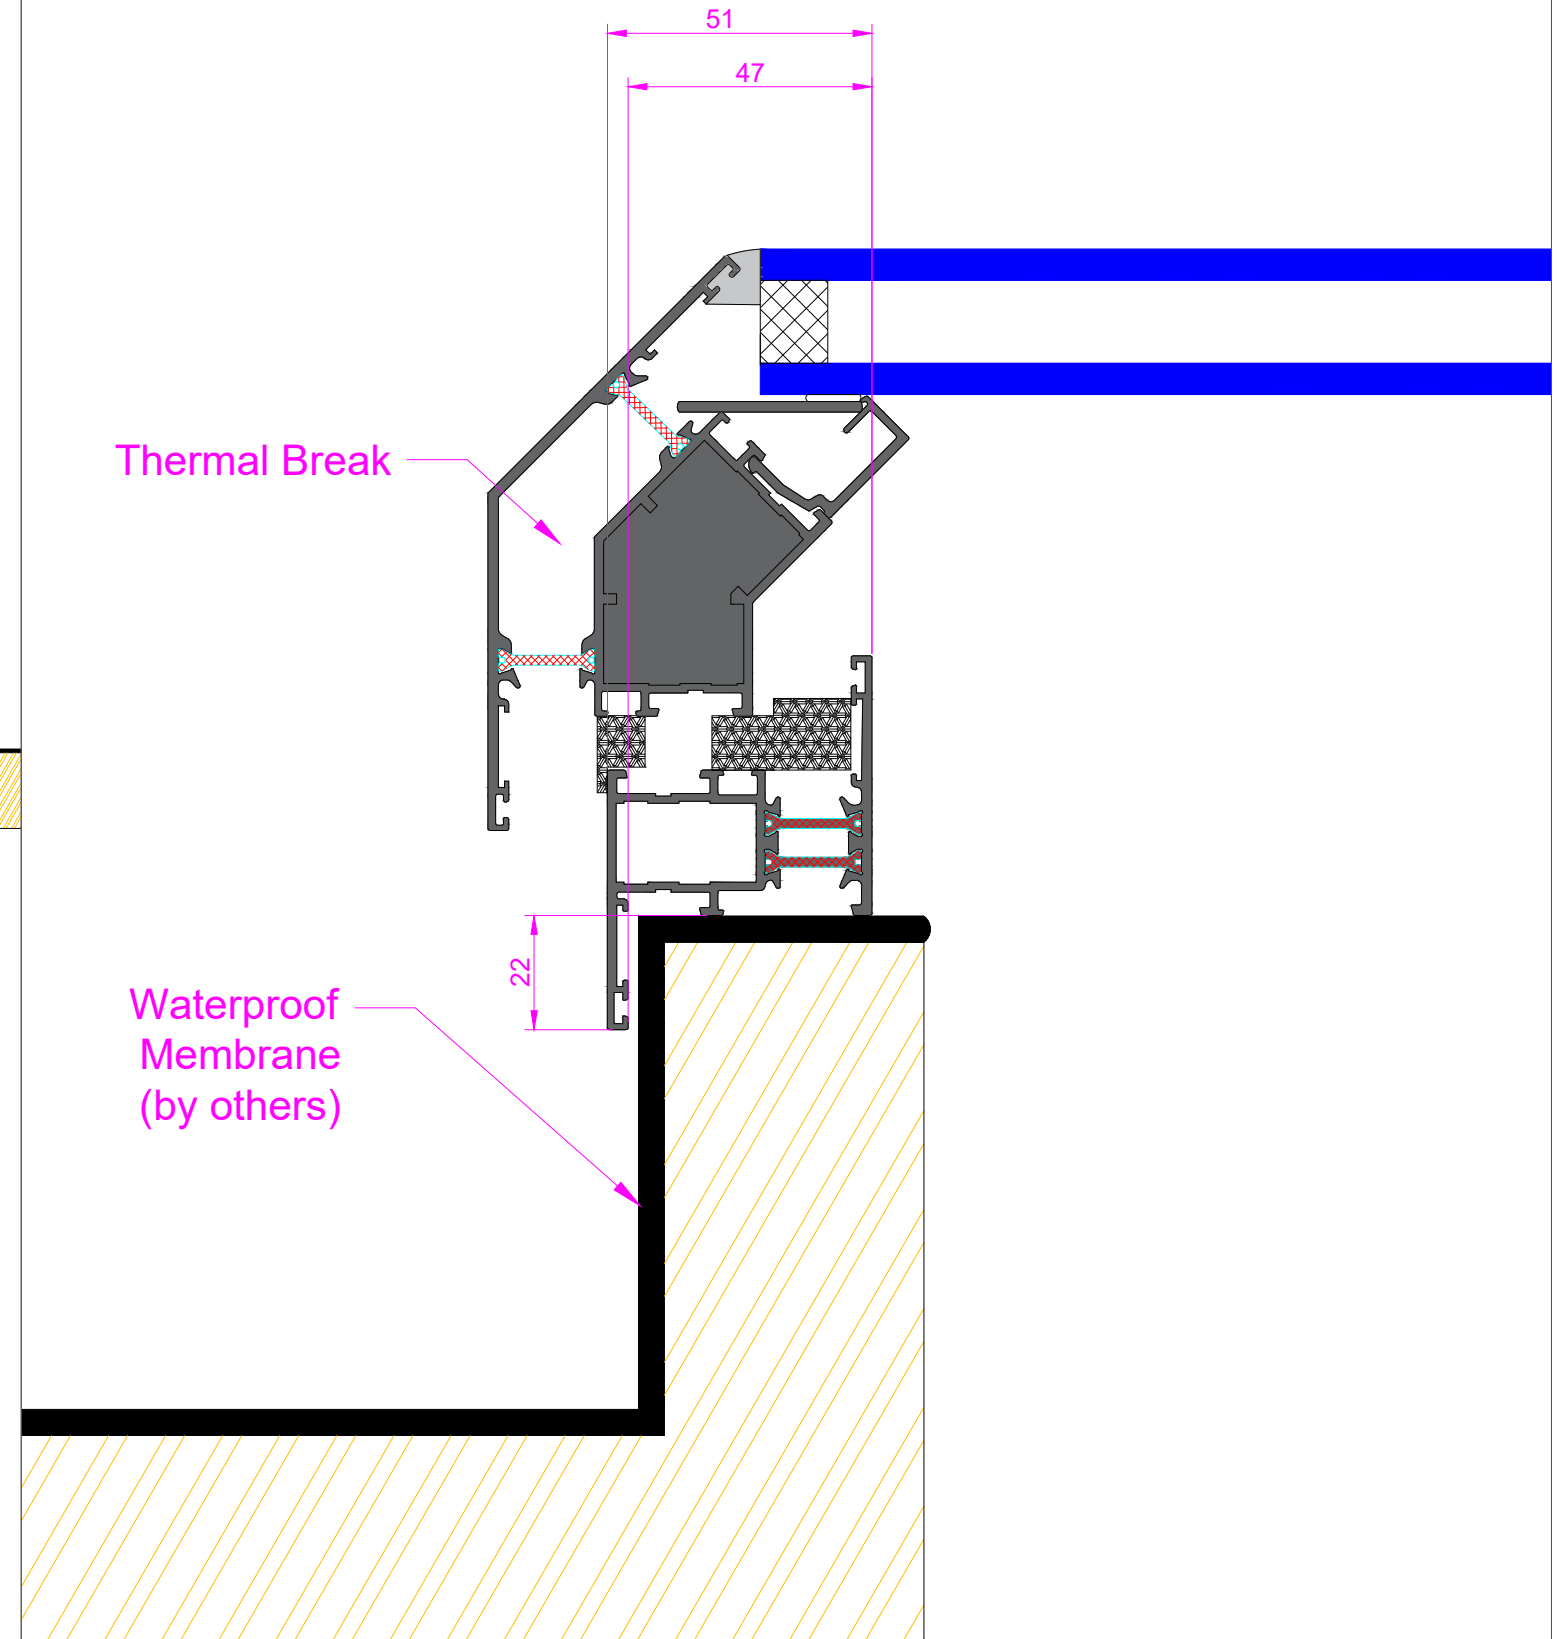 51
47
Thermal Break
22
Waterproof
Membrane
(by others)